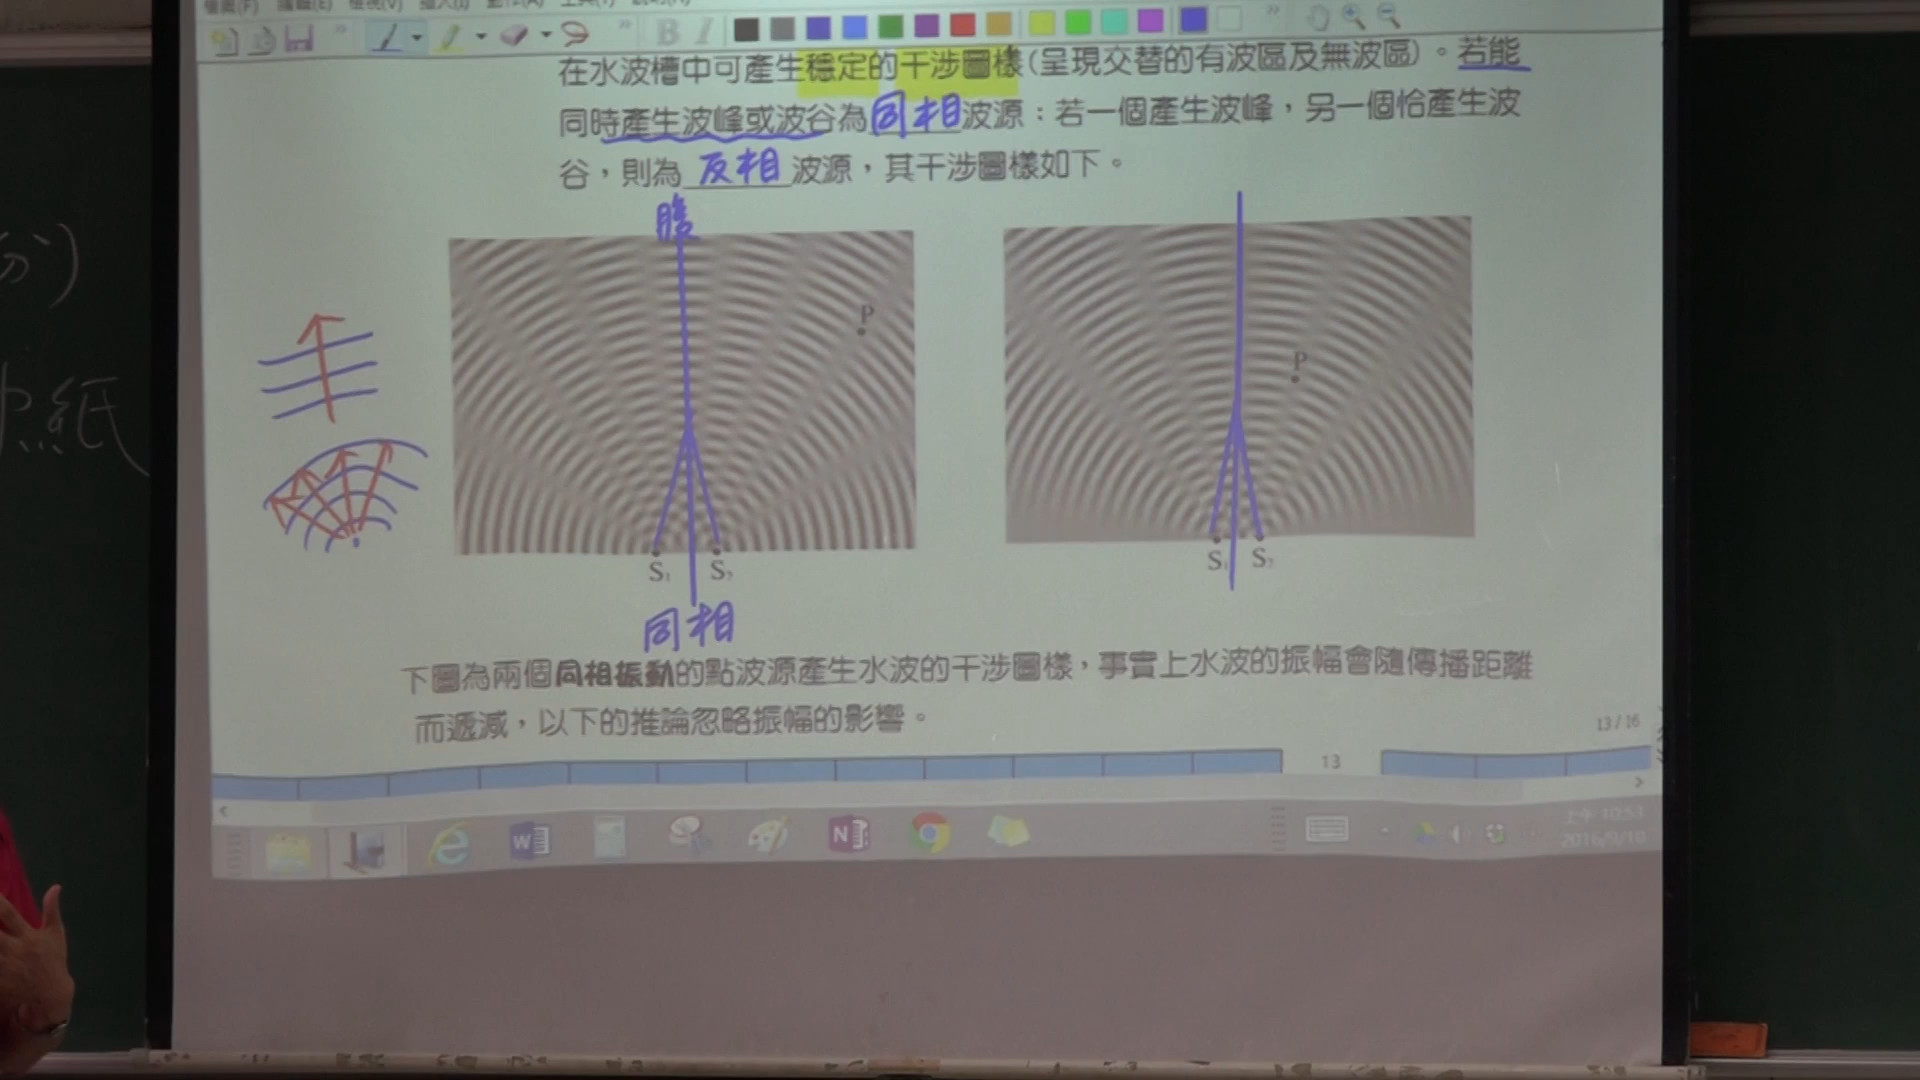 在水波槽中可產生穩定的干涉圖樣(呈現交替的有波區及無波區)。若能
同時產生波峰或波谷為同相波源:若一個產生波峰,另一個恰產生波
谷,則為反相波源,其干涉圖樣如下。
分)
紙
P
P
S₁ S₂
S₁ S₂
同相
下圖為兩個同相振動的點波源產生水波的干涉圖樣,事實上水波的振幅會隨傳播距離
而遞減,以下的推論忽略振幅的影響。
13/16
13
上午 10:53